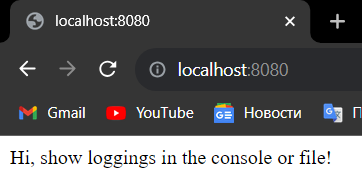 localhost:8080
localhost:8080
Gmail YouTube Новости
Hi, show loggings in the console or file!